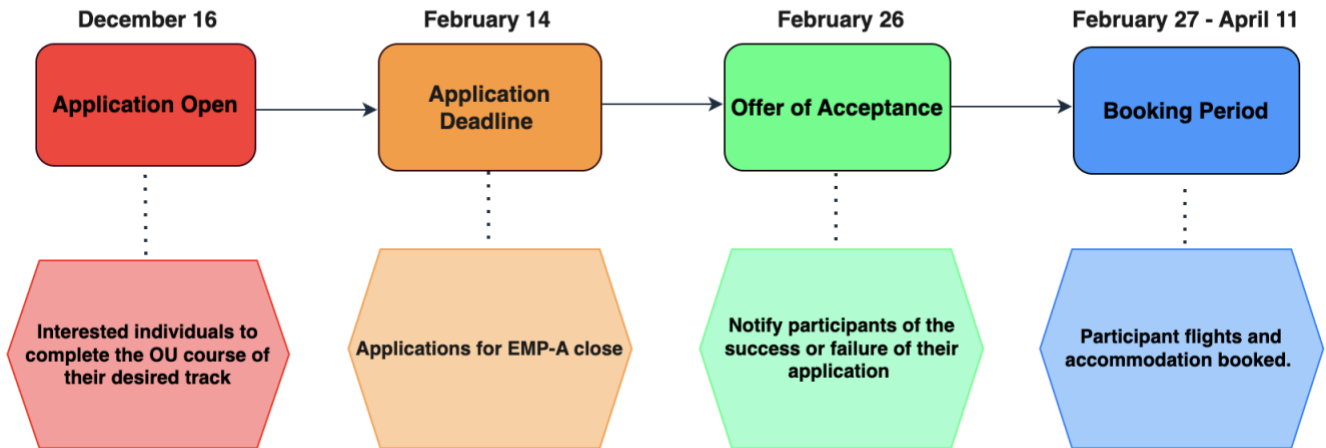 December 16
February 14
February 26
February 27 - April 11
Application Open
Application
Deadline
Offer of Acceptance
Booking Period
Interested individuals to
complete the OU course of
their desired track
Applications for EMP-A close
Notify participants of the
success or failure of their
application
Participant flights and
accommodation booked.